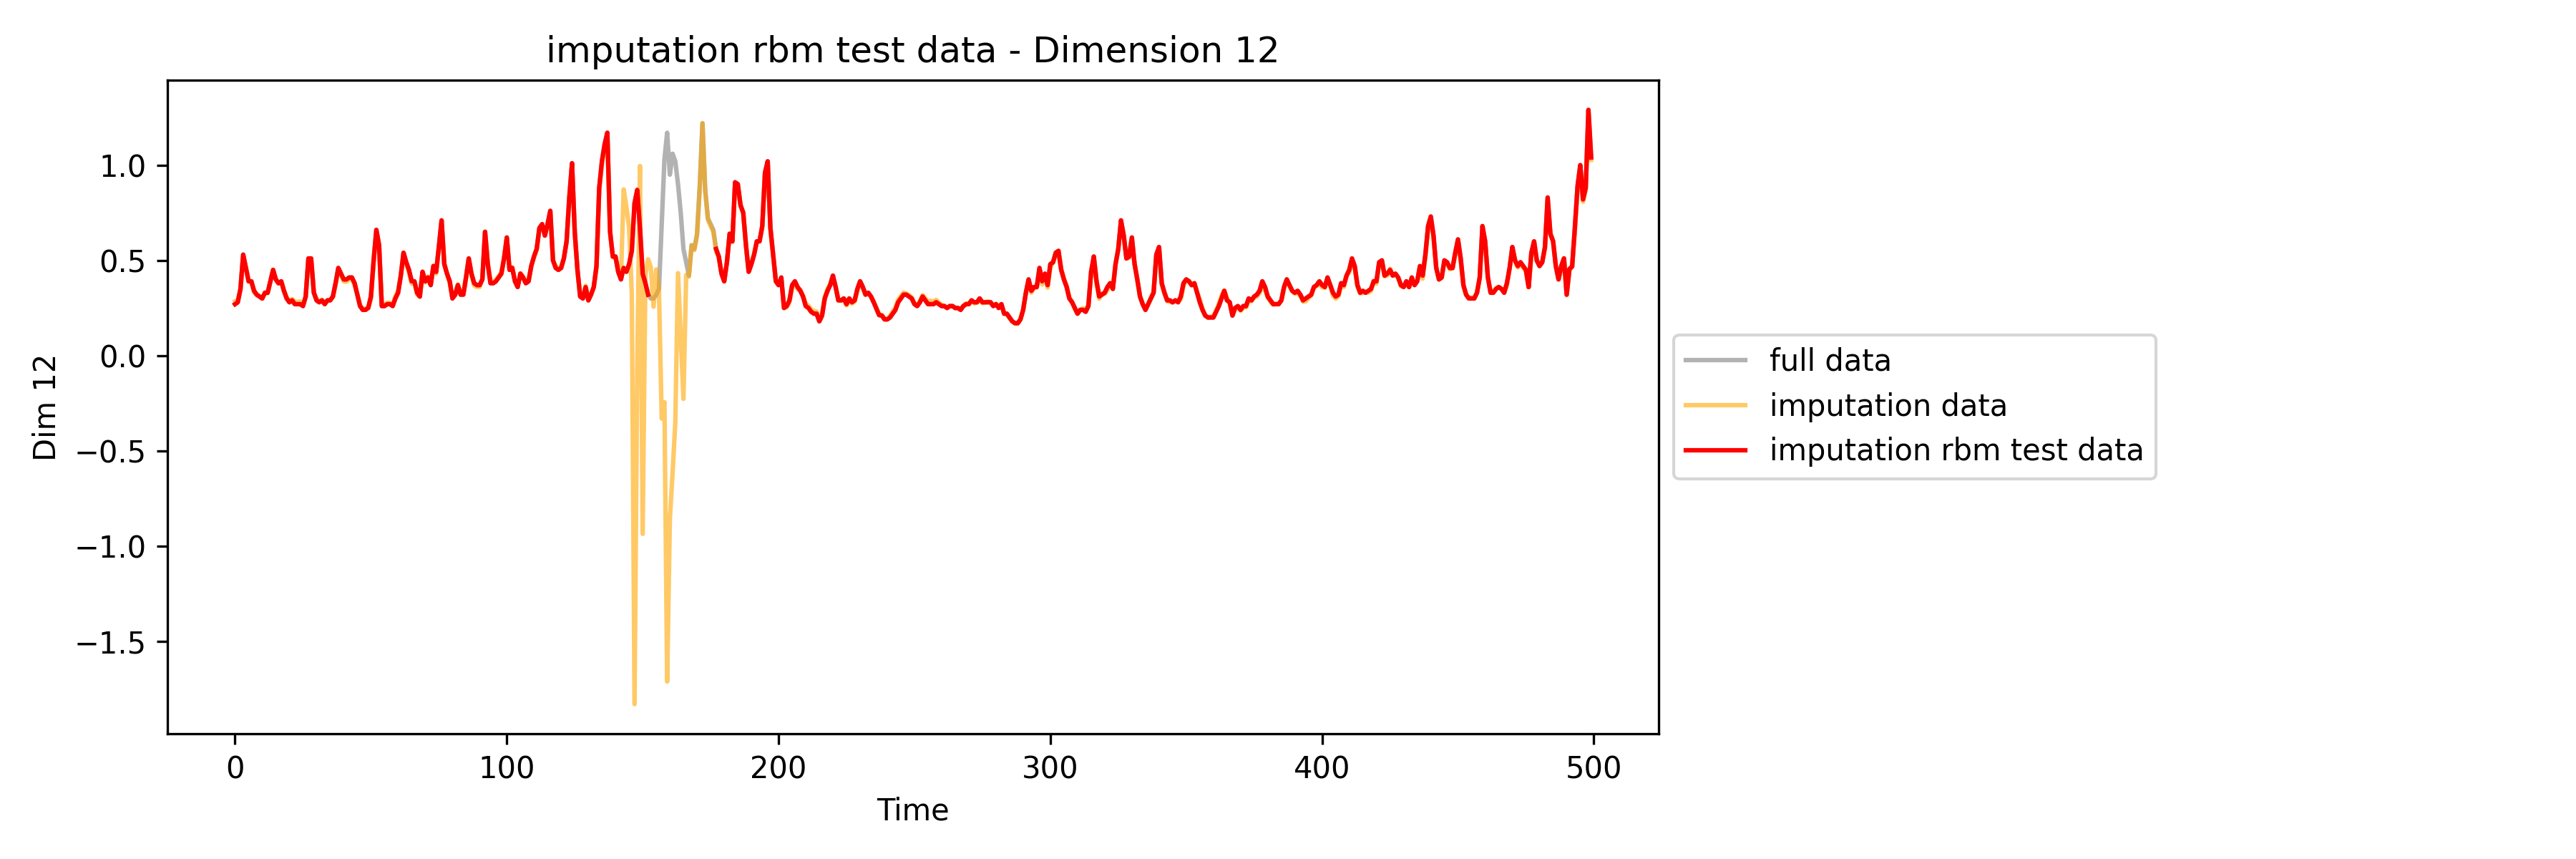 imputation rbm test data - Dimension 12
1.0
0.5
0.0
−0.5
−1.0
−1.5
Dim 12
0 100 200 300 400 500
Time
full data
imputation data
imputation rbm test data